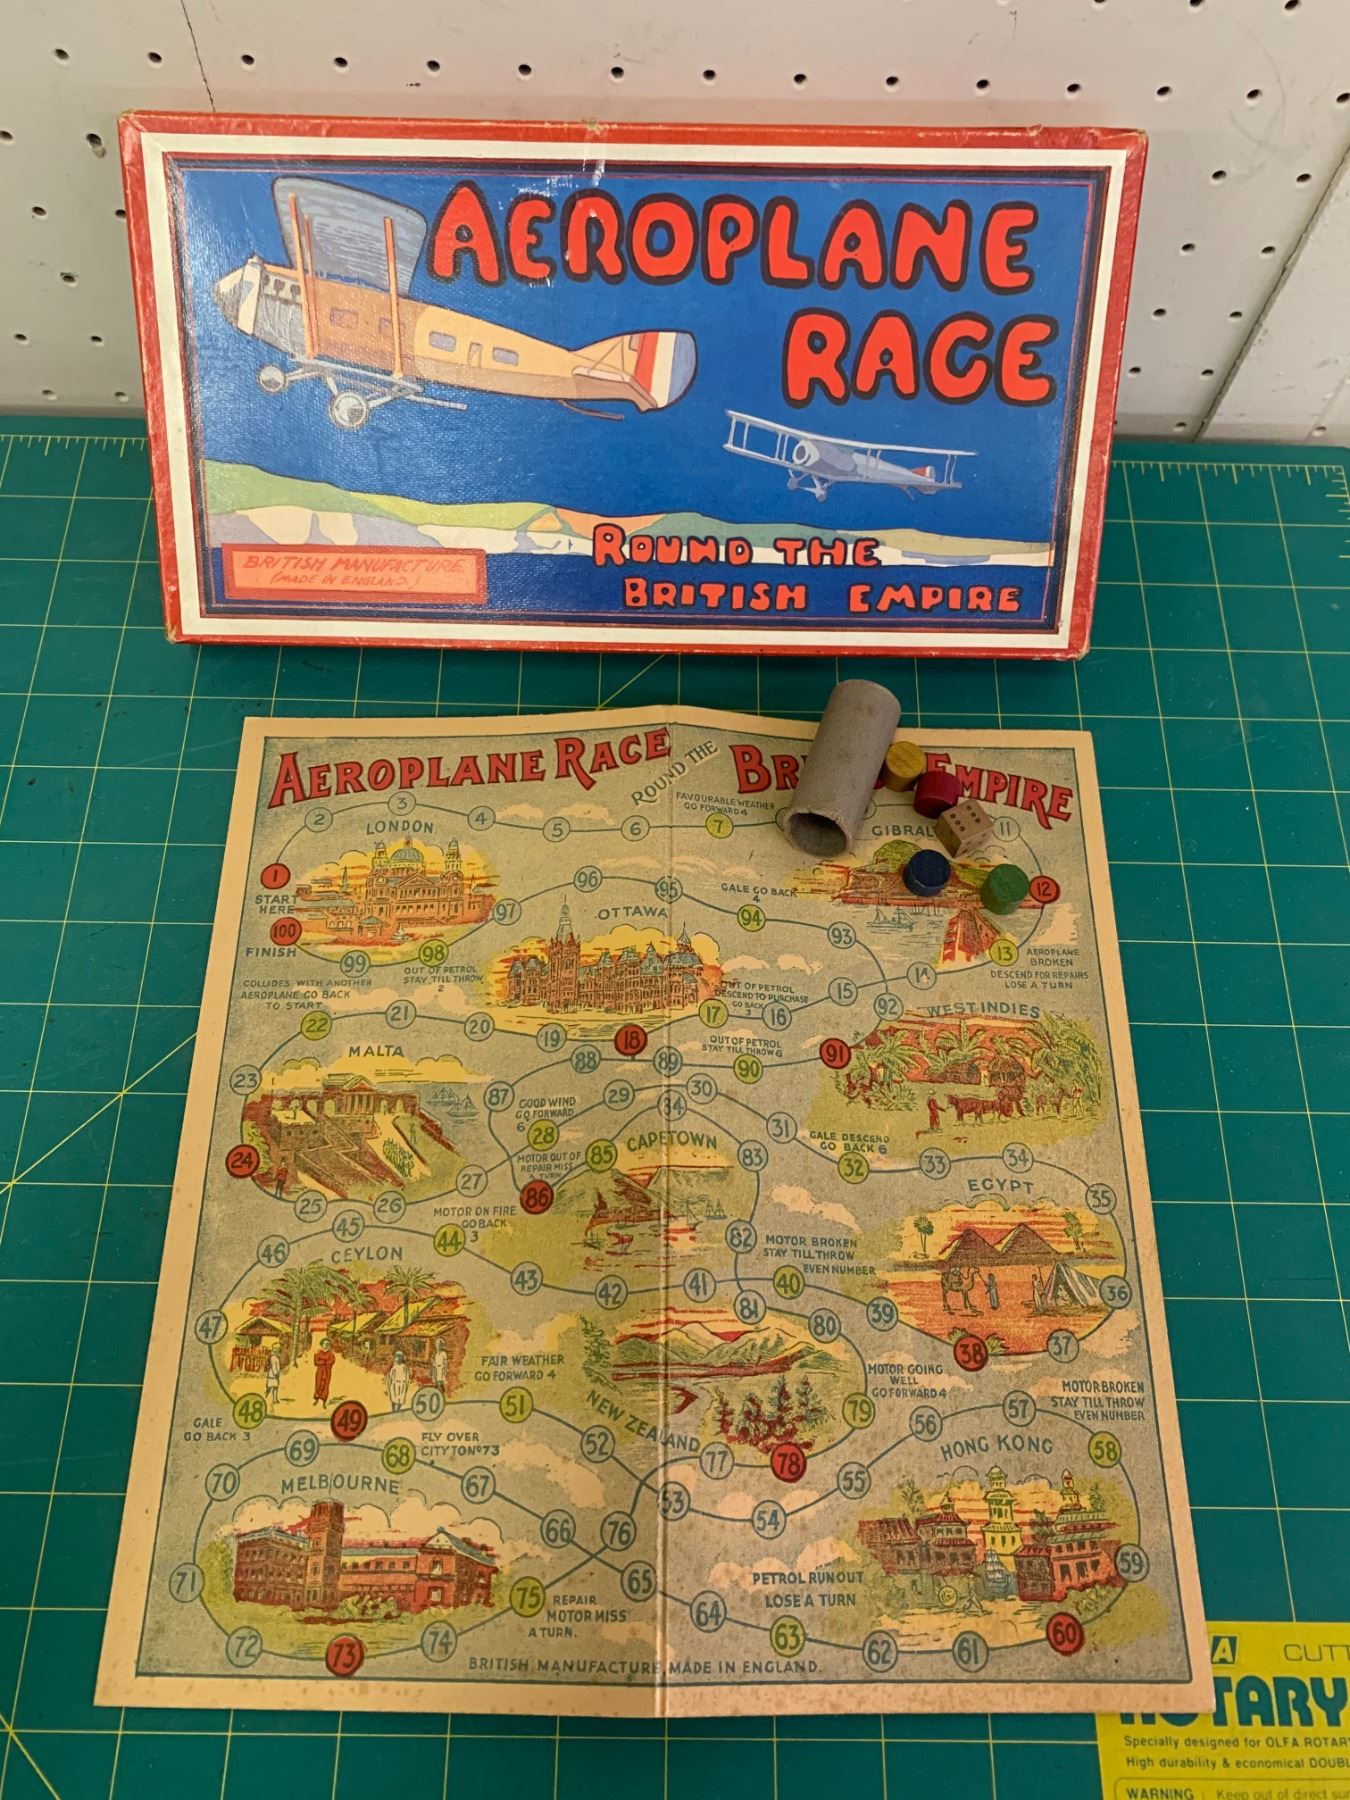 AEROPLANE
RACE
ROUND THE
BRITISH EMPIRE
BRITISH MANUFACTURE
(MADE IN ENGLAND.)
AEROPLANE RACE
ROUND THE
EMPIRE
2
3
4
5
6
FAVOURABLE WEATHER
GO FORWARD 4
7
11
LONDON
1
START
HERE
100
FINISH
99
98
OUT OF PETROL
STAY TILL THROW
2
97
96
95
OTTAWA
GALE GO BACK
4
94
93
12
13
AEROPLANE
BROKEN
DESCEND FOR REPAIRS
LOSE A TURN
14
15
16
OUT OF PETROL
DESCEND TO PURCHASE
GO BACK
3
17
18
19
20
21
COLLIDES WITH ANOTHER
AEROPLANE GO BACK
TO START
22
92
WEST INDIES
91
OUT OF PETROL
STAY TILL THROW 6
90
89
88
87
MALTA
23
24
25
26
27
GOOD WIND
GO FORWARD
6
28
29
30
31
GALE DESCEND
GO BACK 6
32
33
34
35
84
CAPETOWN
85
MOTOR OUT OF
REPAIR MISS
A TURN
86
83
82
EGYPT
36
37
38
39
MOTOR BROKEN
STAY TILL THROW
EVEN NUMBER
40
41
42
43
MOTOR ON FIRE
GO BACK
3
44
45
46
CEYLON
47
GALE
GO BACK 3
48
49
50
FAIR WEATHER
GO FORWARD 4
51
52
81
80
MOTOR GOING
WELL
GO FORWARD 4
79
NEW ZEALAND
78
77
76
53
54
55
56
57
MOTOR BROKEN
STAY TILL THROW
EVEN NUMBER
58
HONG KONG
59
60
61
62
PETROL RUN OUT
LOSE A TURN
63
64
65
66
67
FLY OVER
CITY TO Nº 73
68
69
70
MELBOURNE
71
72
73
74
75
REPAIR
MOTOR MISS
A TURN.
BRITISH MANUFACTURE MADE IN ENGLAND.
A
CUTT
ROTARY
Specially designed for OLFA ROTARY
High durability & economical DOUBL
WARNING
Keep out of direct sun